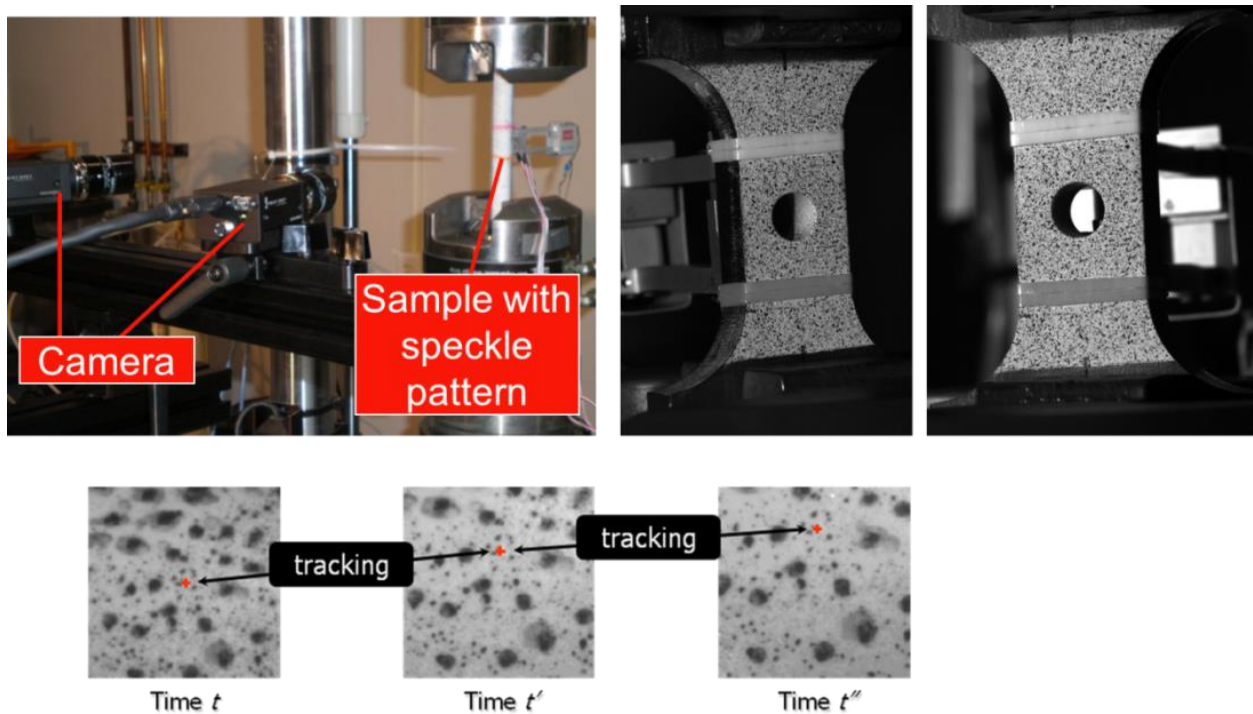 Camera
Sample with
speckle
pattern
tracking
tracking
Time t
Time t′
Time t″